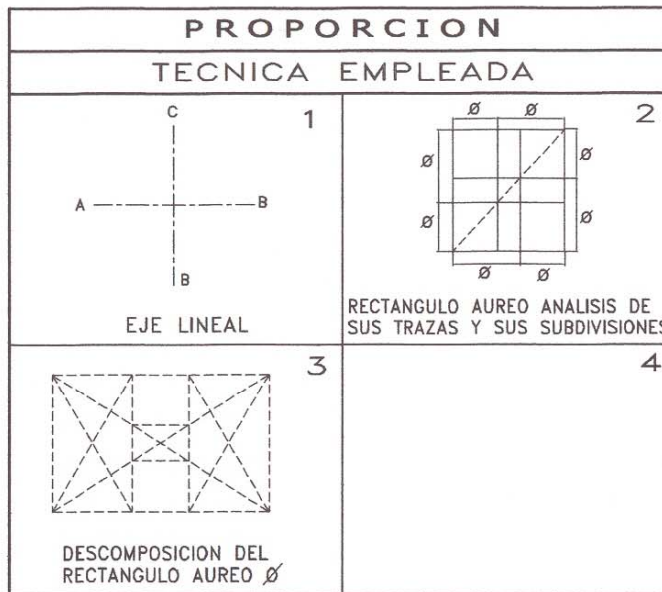 PROPORCION
TECNICA EMPLEADA
1
C
A
B
B
EJE LINEAL
2
Ø Ø
Ø Ø
Ø Ø
Ø Ø
RECTANGULO AUREO ANALISIS DE
SUS TRAZAS Y SUS SUBDIVISIONES
3
DESCOMPOSICION DEL
RECTANGULO AUREO Ø
4